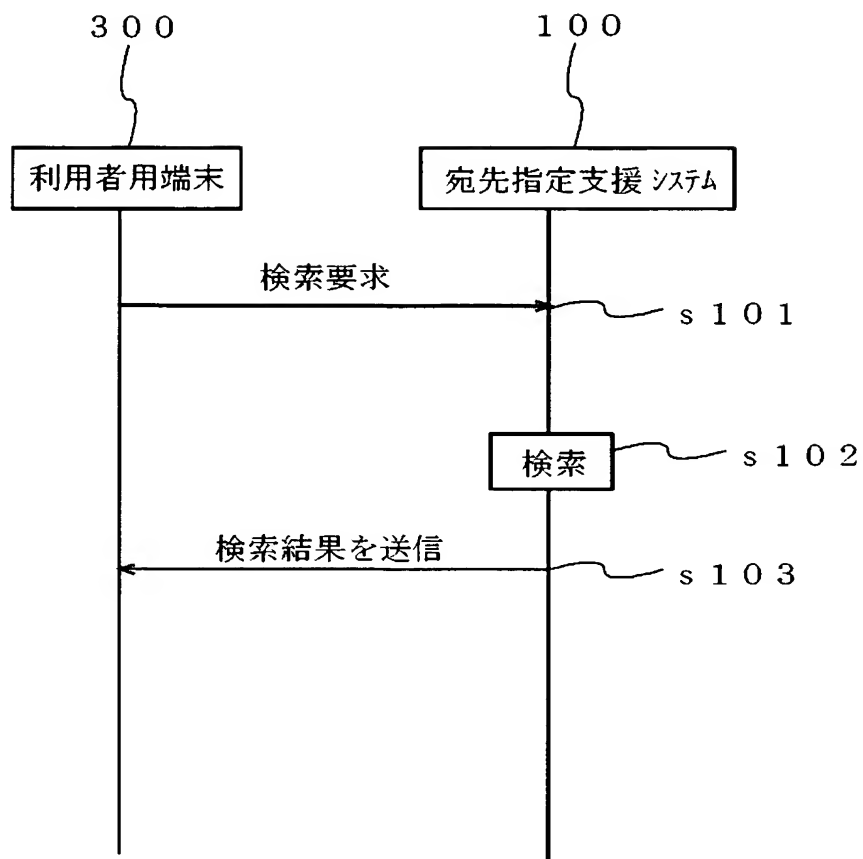 ３００
１００
利用者用端末
宛先指定支援システム
検索要求
ｓ１０１
検索
ｓ１０２
検索結果を送信
ｓ１０３